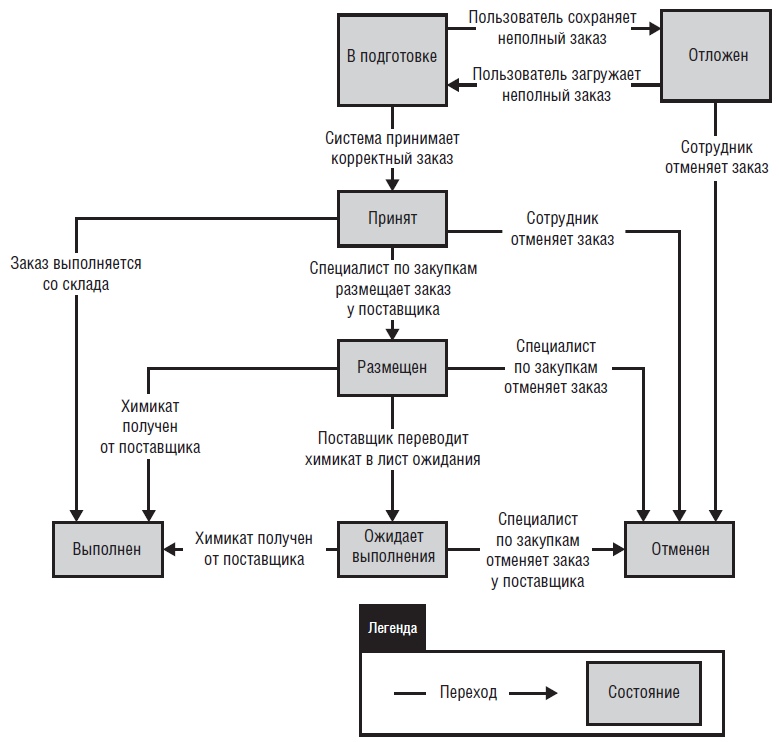 Пользователь сохраняет
неполный заказ
В подготовке
Отложен
Пользователь загружает
неполный заказ
Система принимает
корректный заказ
Сотрудник
отменяет заказ
Принят
Сотрудник
отменяет заказ
Заказ выполняется
со склада
Специалист по закупкам
размещает заказ
у поставщика
Размещен
Специалист
по закупкам
отменяет заказ
Химикат
получен
от поставщика
Поставщик переводит
химикат в лист ожидания
Выполнен
Химикат получен
от поставщика
Ожидает
выполнения
Специалист
по закупкам
отменяет заказ
у поставщика
Отменен
Легенда
Переход
Состояние